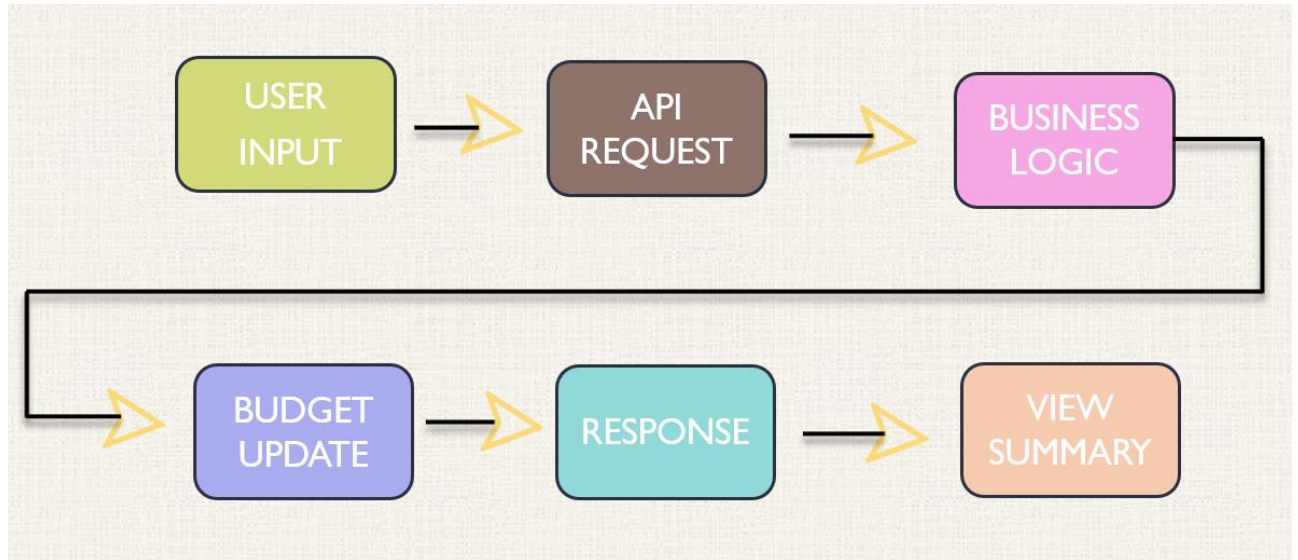 USER
INPUT
API
REQUEST
BUSINESS
LOGIC
BUDGET
UPDATE
RESPONSE
VIEW
SUMMARY